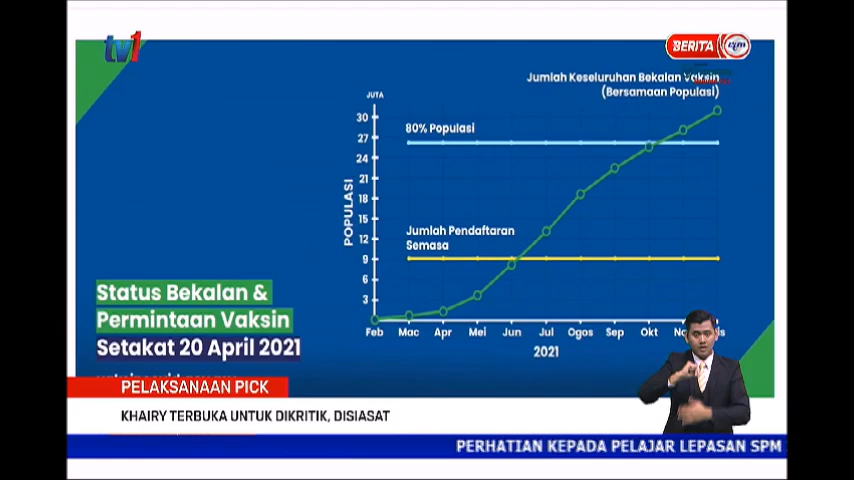 tv1
BERITA rtm
Jumlah Keseluruhan Bekalan Vaksin
(Bersamaan Populasi)
JUTA
30
27
24
21
18
15
12
9
6
3
POPULASI
80% Populasi
Jumlah Pendaftaran
Semasa
Feb Mac Apr Mei Jun Jul Ogos Sep Okt
2021
Status Bekalan &
Permintaan Vaksin
Setakat 20 April 2021
PELAKSANAAN PICK
KHAIRY TERBUKA UNTUK DIKRITIK, DISIASAT
PERHATIAN KEPADA PELAJAR LEPASAN SPM